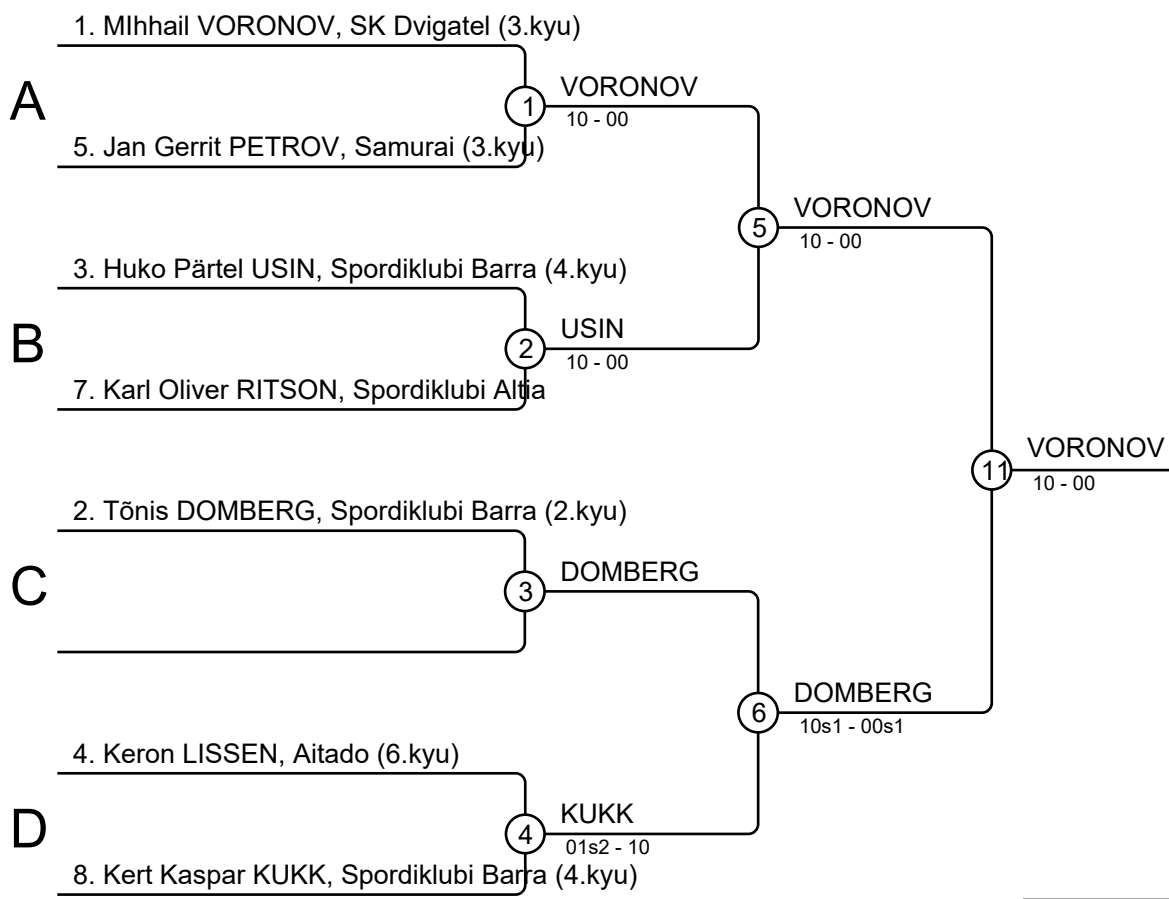 1. MIhhail VORONOV, SK Dvigatel (3.kyu)
A
1
VORONOV
10 - 00
5. Jan Gerrit PETROV, Samurai (3.kyu)
5
VORONOV
10 - 00
3. Huko Pärtel USIN, Spordiklubi Barra (4.kyu)
B
2
USIN
10 - 00
7. Karl Oliver RITSON, Spordiklubi Altia
11
VORONOV
10 - 00
2. Tõnis DOMBERG, Spordiklubi Barra (2.kyu)
C
3
DOMBERG
6
DOMBERG
10s1 - 00s1
4. Keron LISSEN, Aitado (6.kyu)
D
4
KUKK
01s2 - 10
8. Kert Kaspar KUKK, Spordiklubi Barra (4.kyu)